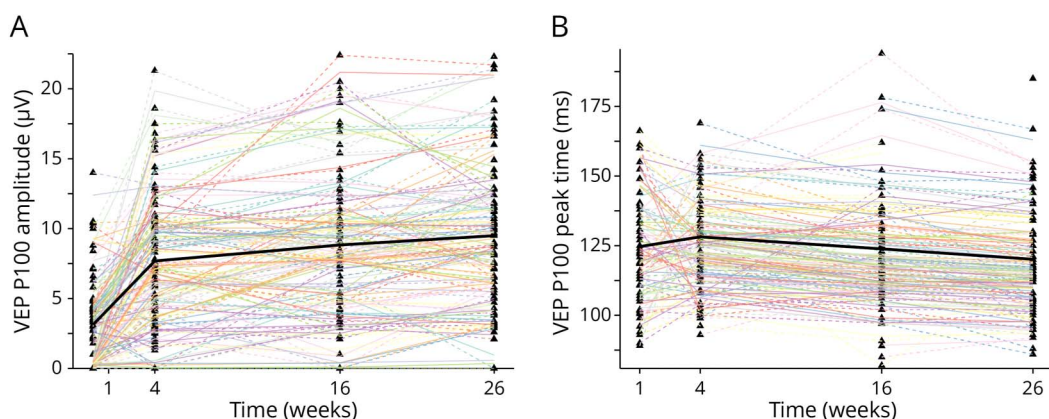 A
VEP P100 amplitude (μV)
20
15
10
5
0
1 4 16 26
Time (weeks)
B
VEP P100 peak time (ms)
175
150
125
100
1 4 16 26
Time (weeks)